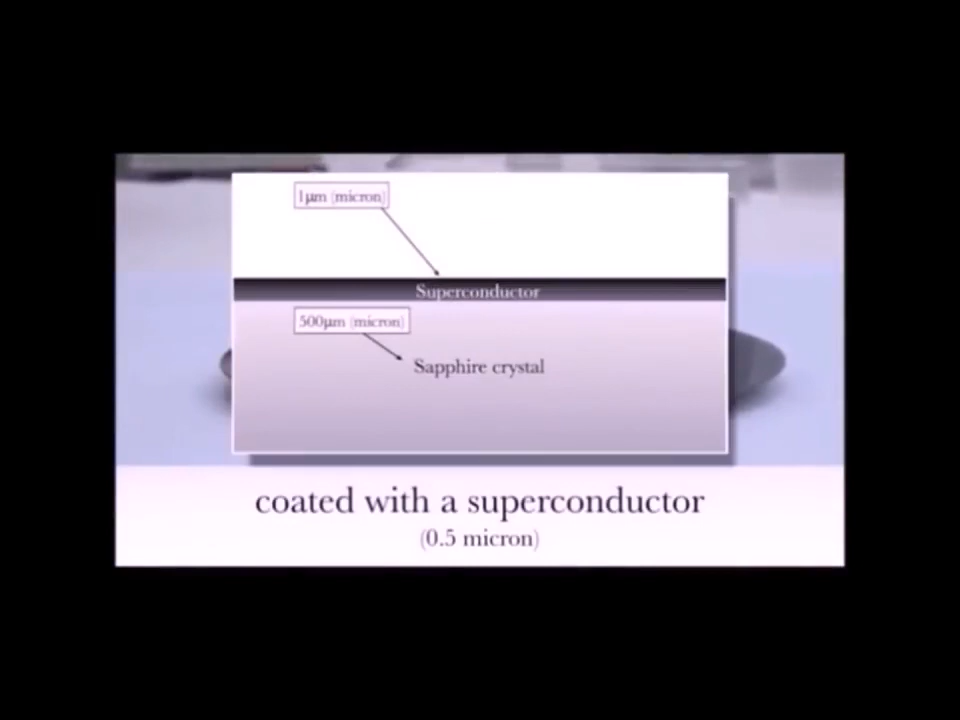 1µm (micron)
Superconductor
500µm (micron)
Sapphire crystal
coated with a superconductor
(0.5 micron)